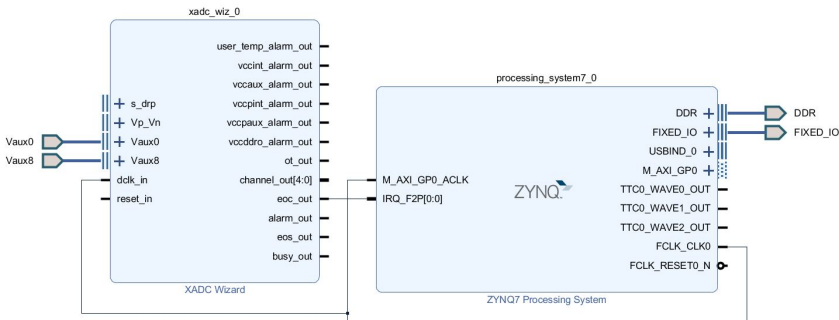 xadc_wiz_0
user_temp_alarm_out
vccint_alarm_out
vccaux_alarm_out
s_drp
vccpint_alarm_out
Vp_Vn
vccpaux_alarm_out
Vaux0
Vaux0
vccddro_alarm_out
Vaux8
Vaux8
ot_out
dclk_in
channel_out[4:0]
reset_in
eoc_out
alarm_out
eos_out
busy_out
XADC Wizard
processing_system7_0
DDR
DDR
FIXED_IO
FIXED_IO
USBIND_0
M_AXI_GP0
M_AXI_GP0_ACLK
TTC0_WAVE0_OUT
IRQ_F2P[0:0]
ZYNQ
TTC0_WAVE1_OUT
TTC0_WAVE2_OUT
FCLK_CLK0
FCLK_RESET0_N
ZYNQ7 Processing System